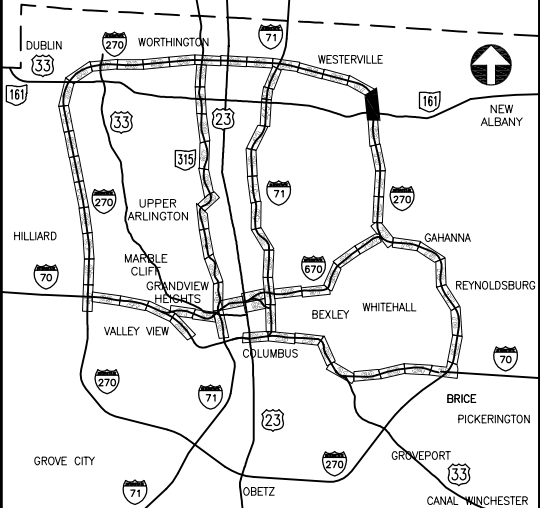 DUBLIN
270
WORTHINGTON
71
WESTERVILLE
33
161
161
NEW
ALBANY
33
23
315
270
71
270
UPPER
ARLINGTON
HILLIARD
GAHANNA
MARBLE
CLIFF
70
670
GRANDVIEW
HEIGHTS
REYNOLDSBURG
WHITEHALL
BEXLEY
VALLEY VIEW
COLUMBUS
70
270
71
BRICE
23
PICKERINGTON
GROVE CITY
270
GROVEPORT
33
71
OBETZ
CANAL WINCHESTER